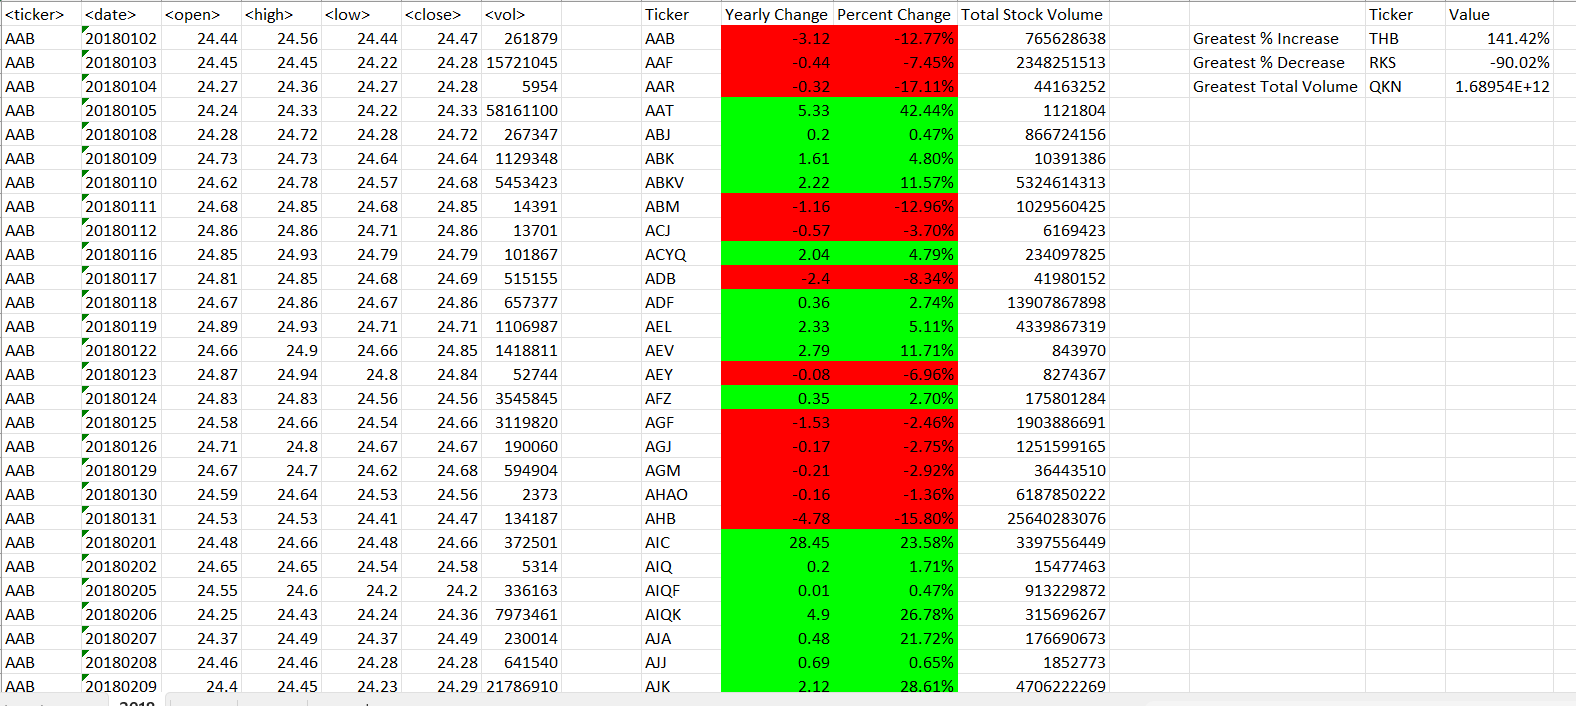 <ticker> <date> <open> <high> <low> <close> <vol> Ticker Yearly Change Percent Change Total Stock Volume Ticker Value
AAB 20180102 24.44 24.56 24.44 24.47 261879 AAB -3.12 -12.77% 765628638 Greatest % Increase THB 141.42%
AAB 20180103 24.45 24.45 24.22 24.28 15721045 AAF -0.44 -7.45% 2348251513 Greatest % Decrease RKS -90.02%
AAB 20180104 24.27 24.36 24.27 24.28 5954 AAR -0.32 -17.11% 44163252 Greatest Total Volume QKN 1.68954E+12
AAB 20180105 24.24 24.33 24.22 24.33 58161100 AAT 5.33 42.44% 1121804
AAB 20180108 24.28 24.72 24.28 24.72 267347 ABJ 0.2 0.47% 866724156
AAB 20180109 24.73 24.73 24.64 24.64 1129348 ABK 1.61 4.80% 10391386
AAB 20180110 24.62 24.78 24.57 24.68 5453423 ABKV 2.22 11.57% 5324614313
AAB 20180111 24.68 24.85 24.68 24.85 14391 ABM -1.16 -12.96% 1029560425
AAB 20180112 24.86 24.86 24.71 24.86 13701 ACJ -0.57 -3.70% 6169423
AAB 20180116 24.85 24.93 24.79 24.79 101867 ACYQ 2.04 4.79% 234097825
AAB 20180117 24.81 24.85 24.68 24.69 515155 ADB -2.4 -8.34% 41980152
AAB 20180118 24.67 24.86 24.67 24.86 657377 ADF 0.36 2.74% 13907867898
AAB 20180119 24.89 24.93 24.71 24.71 1106987 AEL 2.33 5.11% 4339867319
AAB 20180122 24.66 24.9 24.66 24.85 1418811 AEV 2.79 11.71% 843970
AAB 20180123 24.87 24.94 24.8 24.84 52744 AEY -0.08 -6.96% 8274367
AAB 20180124 24.83 24.83 24.56 24.56 3545845 AFZ 0.35 2.70% 175801284
AAB 20180125 24.58 24.66 24.54 24.66 3119820 AGF -1.53 -2.46% 1903886691
AAB 20180126 24.71 24.8 24.67 24.67 190060 AGJ -0.17 -2.75% 1251599165
AAB 20180129 24.67 24.7 24.62 24.68 594904 AGM -0.21 -2.92% 36443510
AAB 20180130 24.59 24.64 24.53 24.56 2373 AHAO -0.16 -1.36% 6187850222
AAB 20180131 24.53 24.53 24.41 24.47 134187 AHB -4.78 -15.80% 25640283076
AAB 20180201 24.48 24.66 24.48 24.66 372501 AIC 28.45 23.58% 3397556449
AAB 20180202 24.65 24.65 24.54 24.58 5314 AIQ 0.2 1.71% 15477463
AAB 20180205 24.55 24.6 24.2 24.2 336163 AIQF 0.01 0.47% 913229872
AAB 20180206 24.25 24.43 24.24 24.36 7973461 AIQK 4.9 26.78% 315696267
AAB 20180207 24.37 24.49 24.37 24.49 230014 AJA 0.48 21.72% 176690673
AAB 20180208 24.46 24.46 24.28 24.28 641540 AJJ 0.69 0.65% 1852773
AAB 20180209 24.4 24.45 24.23 24.29 21786910 AJK 2.12 28.61% 4706222269
2018